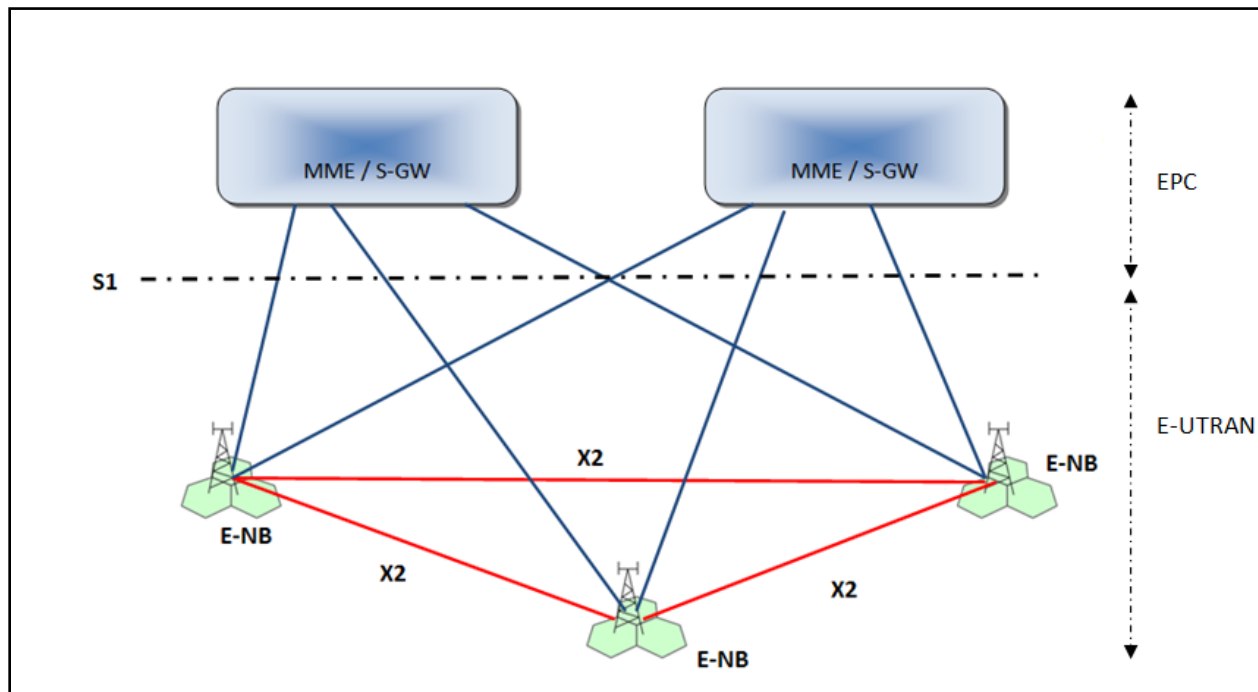 MME / S-GW
MME / S-GW
EPC
S1
E-UTRAN
X2
E-NB
E-NB
X2
X2
E-NB